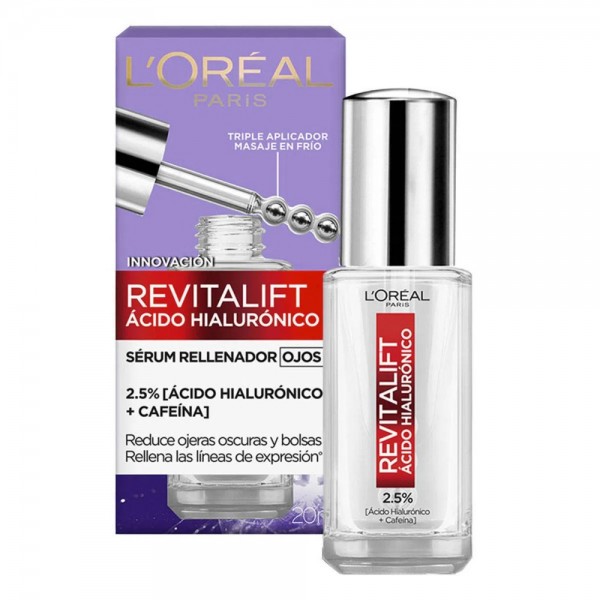 L'ORÉAL
PARIS
TRIPLE APLICADOR
MASAJE EN FRÍO
INNOVACIÓN
REVITALIFT
ÁCIDO HIALURÓNICO
SÉRUM RELLENADOR OJOS
2.5% [ÁCIDO HIALURÓNICO
+ CAFEÍNA]
Reduce ojeras oscuras y bolsas
Rellena las líneas de expresión*
L'ORÉAL
PARIS
REVITALIFT
ÁCIDO HIALURÓNICO
2.5%
[Ácido Hialurónico
+ Cafeína]